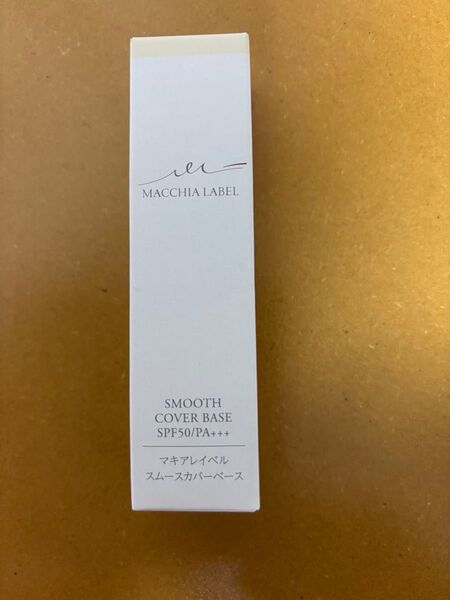 MACCHIA LABEL
SMOOTH
COVER BASE
SPF50/PA+++
マキアレイベル
スムースカバーベース